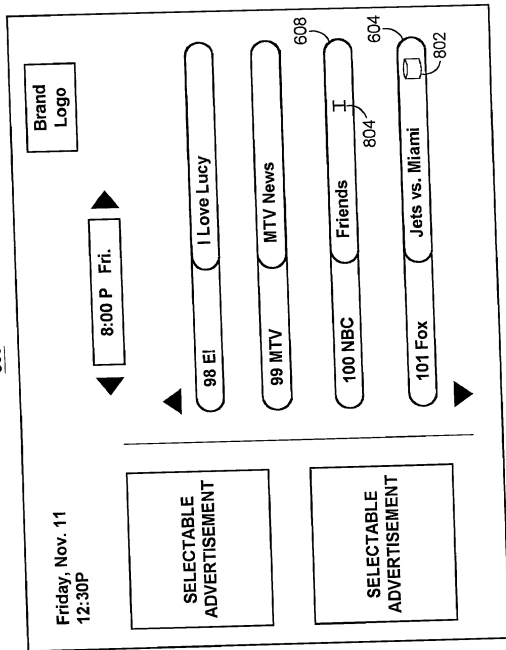 Friday, Nov. 11
12:30P
8:00 P Fri.
Brand
Logo
SELECTABLE
ADVERTISEMENT
SELECTABLE
ADVERTISEMENT
98 E! I Love Lucy
99 MTV MTV News
100 NBC Friends
101 Fox Jets vs. Miami
608
804
604
802